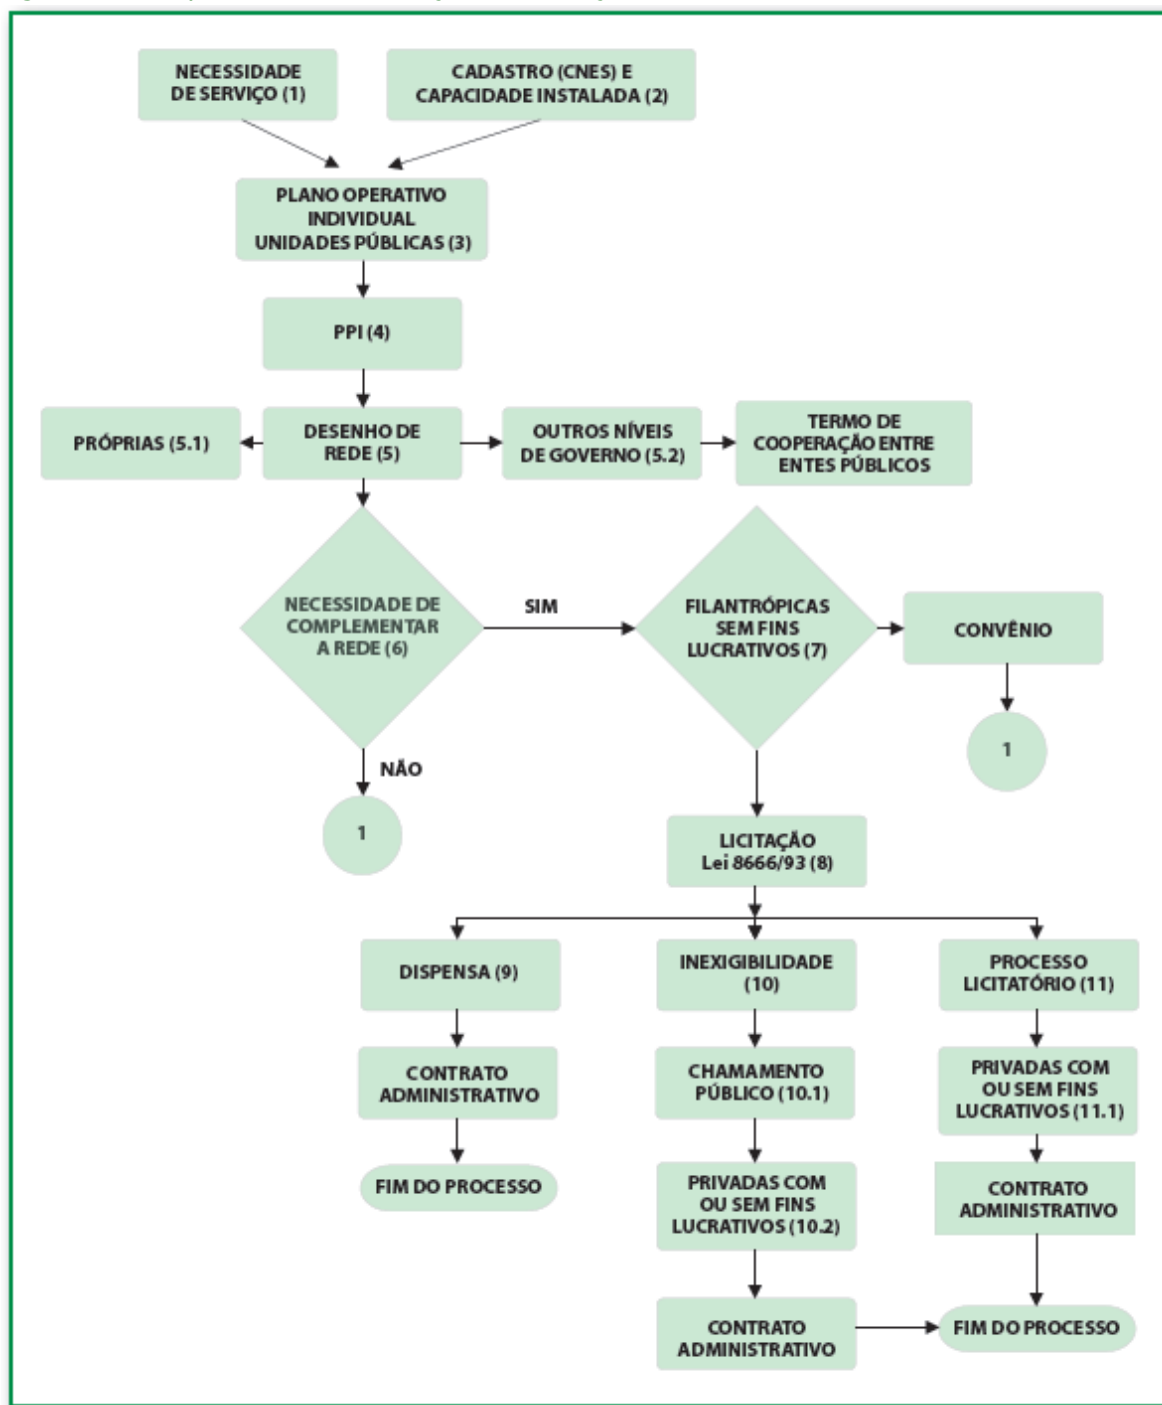 NECESSIDADE
DE SERVIÇO (1)
CADASTRO (CNES) E
CAPACIDADE INSTALADA (2)
PLANO OPERATIVO
INDIVIDUAL
UNIDADES PÚBLICAS (3)
PPI (4)
PRÓPRIAS (5.1)
DESENHO DE
REDE (5)
OUTROS NÍVEIS
DE GOVERNO (5.2)
TERMO DE
COOPERAÇÃO ENTRE
ENTES PÚBLICOS
NECESSIDADE DE
COMPLEMENTAR
A REDE (6)
SIM
FILANTRÓPICAS
SEM FINS
LUCRATIVOS (7)
CONVÊNIO
1
NÃO
1
LICITAÇÃO
Lei 8666/93 (8)
DISPENSA (9)
CONTRATO
ADMINISTRATIVO
FIM DO PROCESSO
INEXIGIBILIDADE
(10)
CHAMAMENTO
PÚBLICO (10.1)
PRIVADAS COM
OU SEM FINS
LUCRATIVOS (10.2)
CONTRATO
ADMINISTRATIVO
PROCESSO
LICITATÓRIO (11)
PRIVADAS COM
OU SEM FINS
LUCRATIVOS (11.1)
CONTRATO
ADMINISTRATIVO
FIM DO PROCESSO